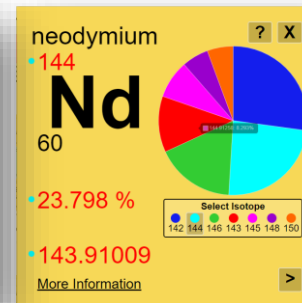 neodymium ? X
144
Nd
60
23.798 %
143.91009
More Information
Select Isotope
142 144 146 143 145 148 150
>